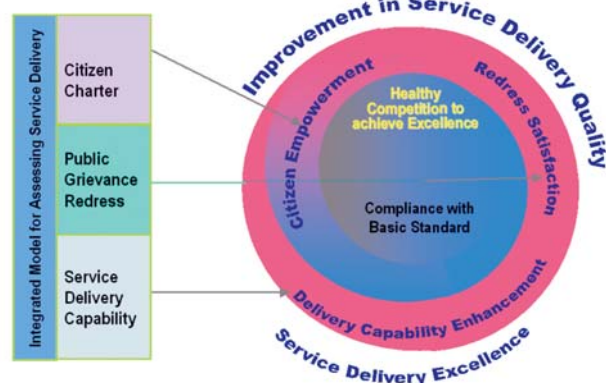 Integrated Model for Assessing Service Delivery
Citizen
Charter
Public
Grievance
Redress
Service
Delivery
Capability
Improvement in Service Delivery Quality
Citizen Empowerment
Redress Satisfaction
Healthy
Competition to
achieve Excellence
Compliance with
Basic Standard
Delivery Capability Enhancement
Service Delivery Excellence